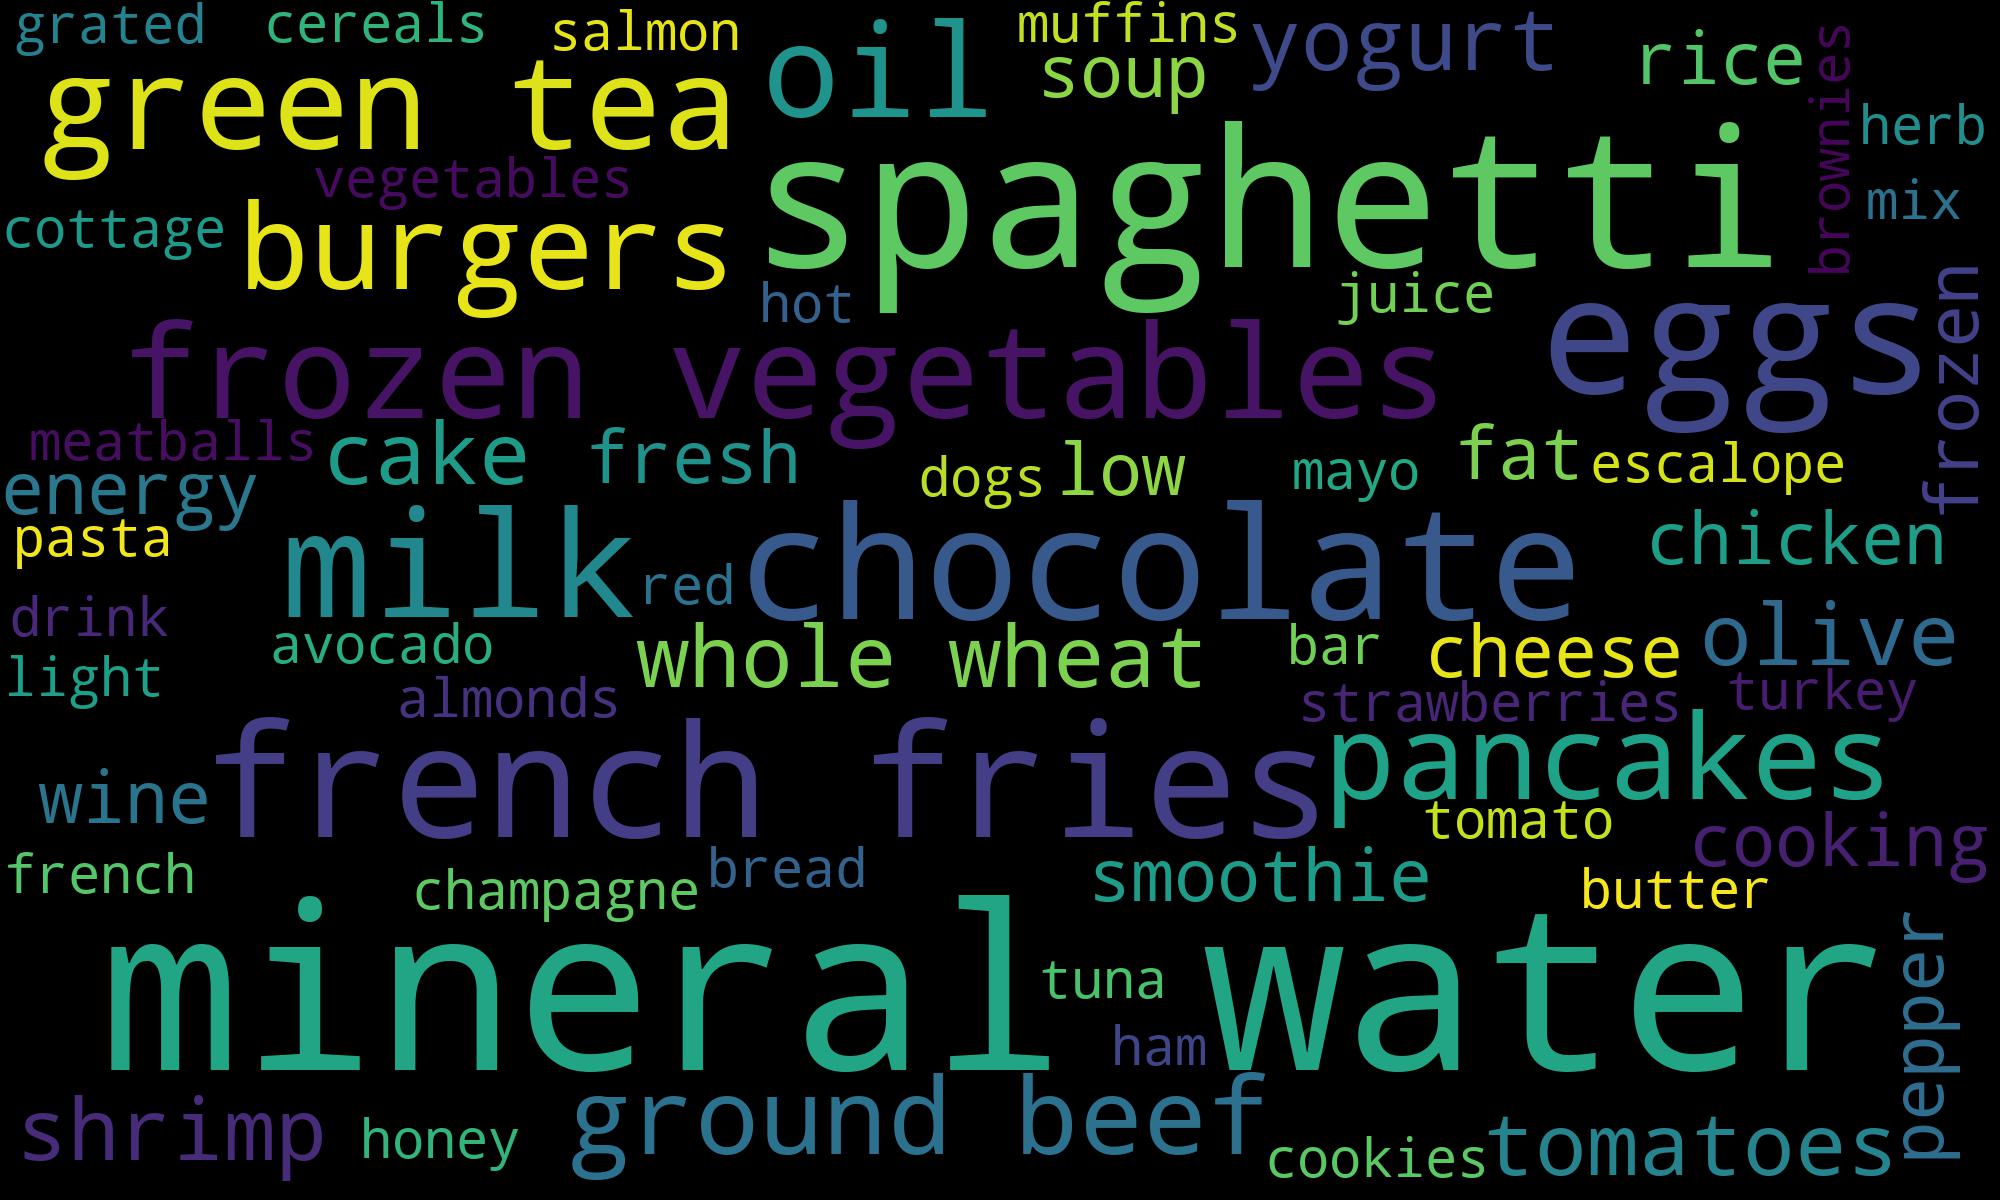 grated cereals salmon muffins yogurt
green tea oil soup rice brownies
vegetables spaghetti herb
cottage burgers mix
hot juice eggs frozen
frozen vegetables
meatballs cake fresh dogs low mayo fat escalope
energy
pasta milk red chocolate chicken
drink avocado whole wheat bar cheese olive
light almonds strawberries turkey
french fries pancakes
wine tomato cooking
french champagne bread smoothie butter
mineral water pepper
tuna
ham
shrimp honey ground beef cookies tomatoes